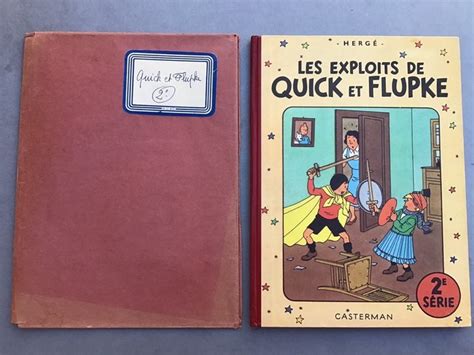 Quick et Flupke
2e
HERGÉ
LES EXPLOITS DE
QUICK ET FLUPKE
2E
SÉRIE
CASTERMAN